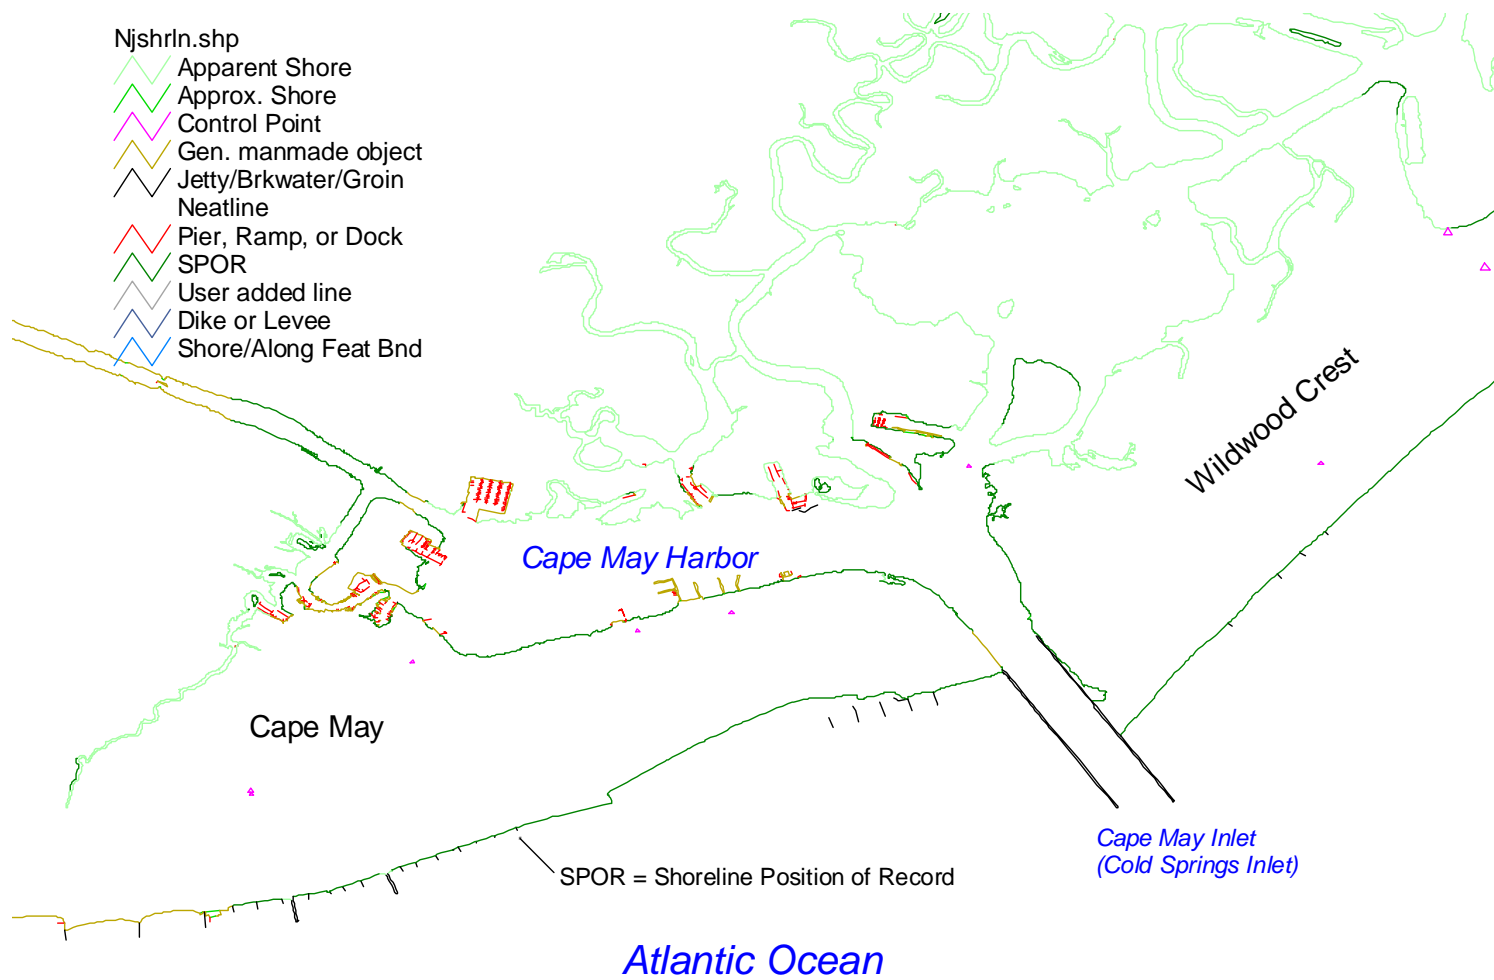 Njshrln.shp
Apparent Shore
Approx. Shore
Control Point
Gen. manmade object
Jetty/Brkwater/Groin
Neatline
Pier, Ramp, or Dock
SPOR
User added line
Dike or Levee
Shore/Along Feat Bnd
Wildwood Crest
Cape May Harbor
Cape May
Cape May Inlet
(Cold Springs Inlet)
SPOR = Shoreline Position of Record
Atlantic Ocean